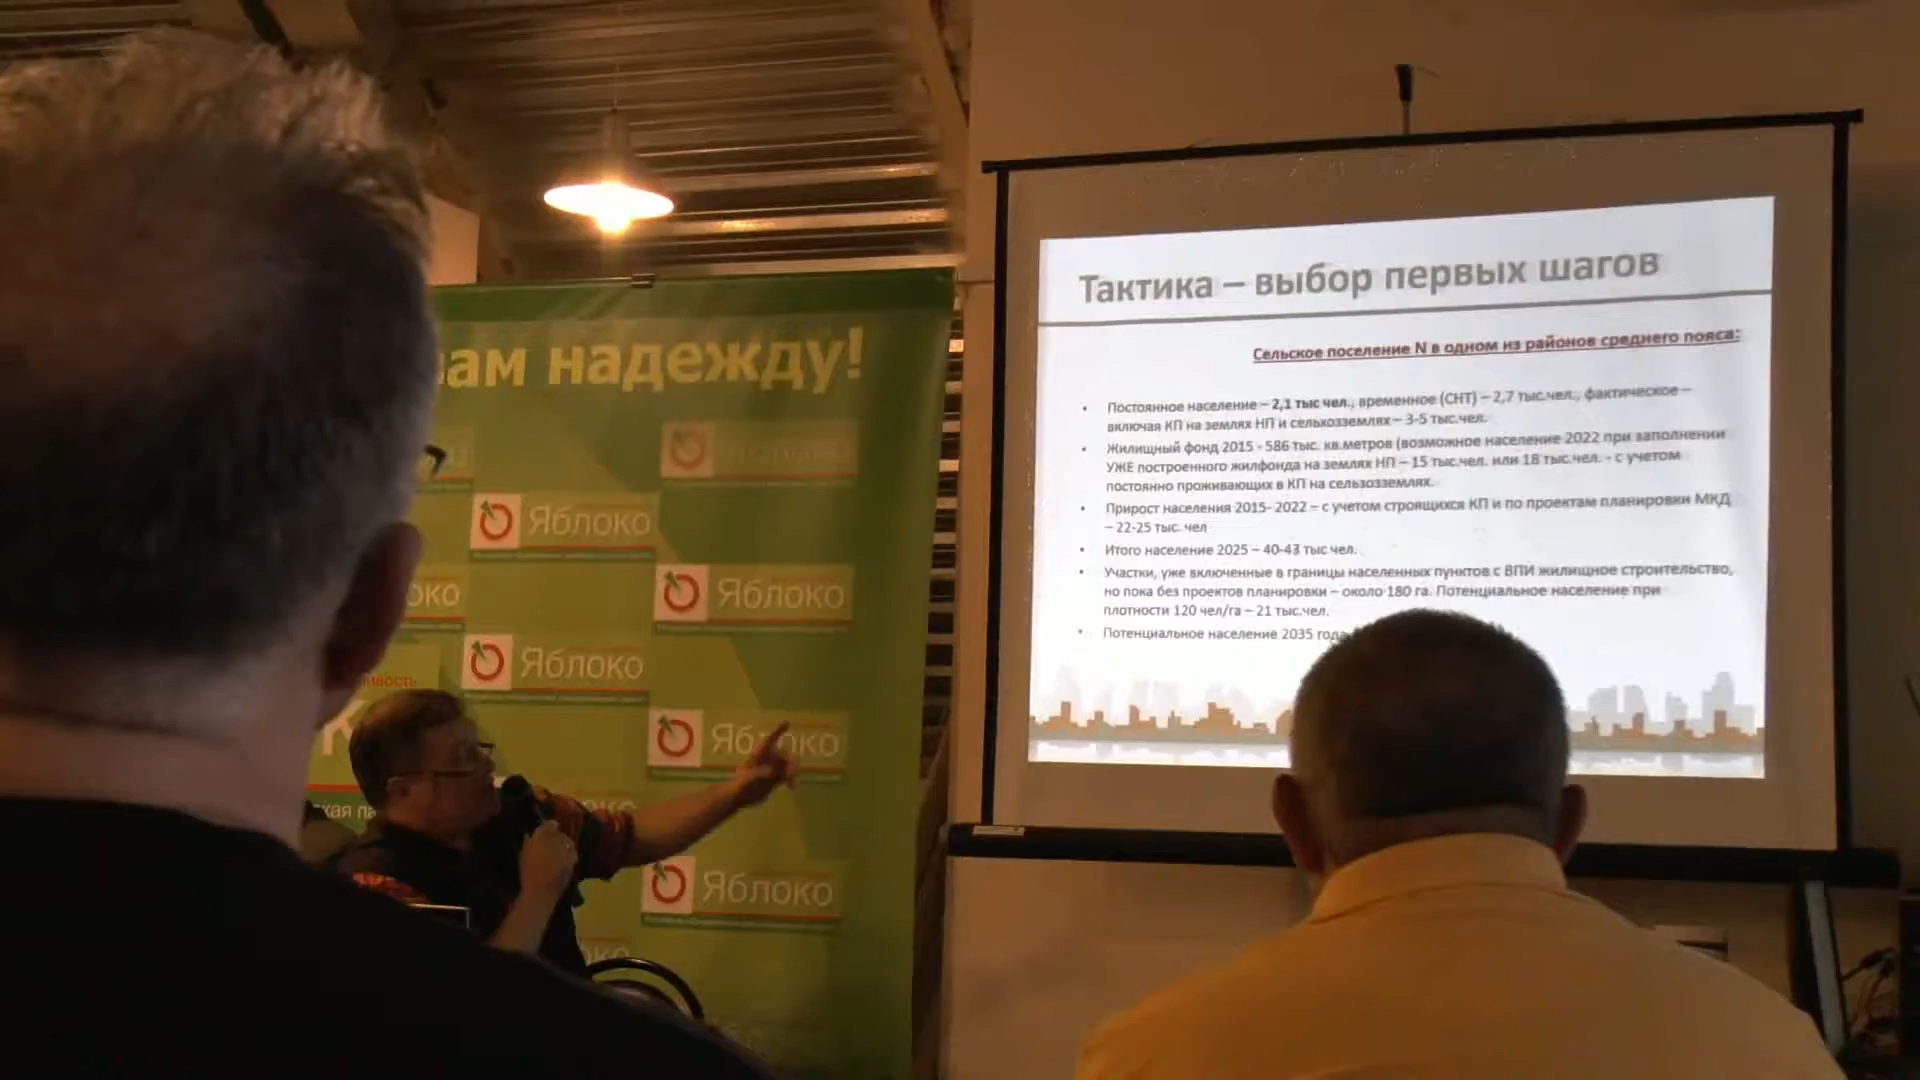 нам надежду!
Яблоко
Яблоко
око
Яблоко
Яблоко
Яблоко
Тактика – выбор первых шагов
Сельское поселение N в одном из районов среднего пояса:
• Постоянное население – 2,1 тыс чел., временное (СНТ) – 2,7 тыс.чел., фактическое –
включая КП на землях НП и сельхозземлях – 3-5 тыс.чел.
• Жилищный фонд 2015 - 586 тыс. кв.метров (возможное население 2022 при заполнении
УЖЕ построенного жилфонда на землях НП – 15 тыс.чел. или 18 тыс.чел. - с учетом
постоянно проживающих в КП на сельзозземлях.
• Прирост населения 2015- 2022 – с учетом строящихся КП и по проектам планировки МКД
– 22-25 тыс. чел
• Итого население 2025 – 40-43 тыс чел.
• Участки, уже включенные в границы населенных пунктов с ВПИ жилищное строительство,
но пока без проектов планировки – около 180 га. Потенциальное население при
плотности 120 чел/га – 21 тыс.чел.
• Потенциальное население 2035 года